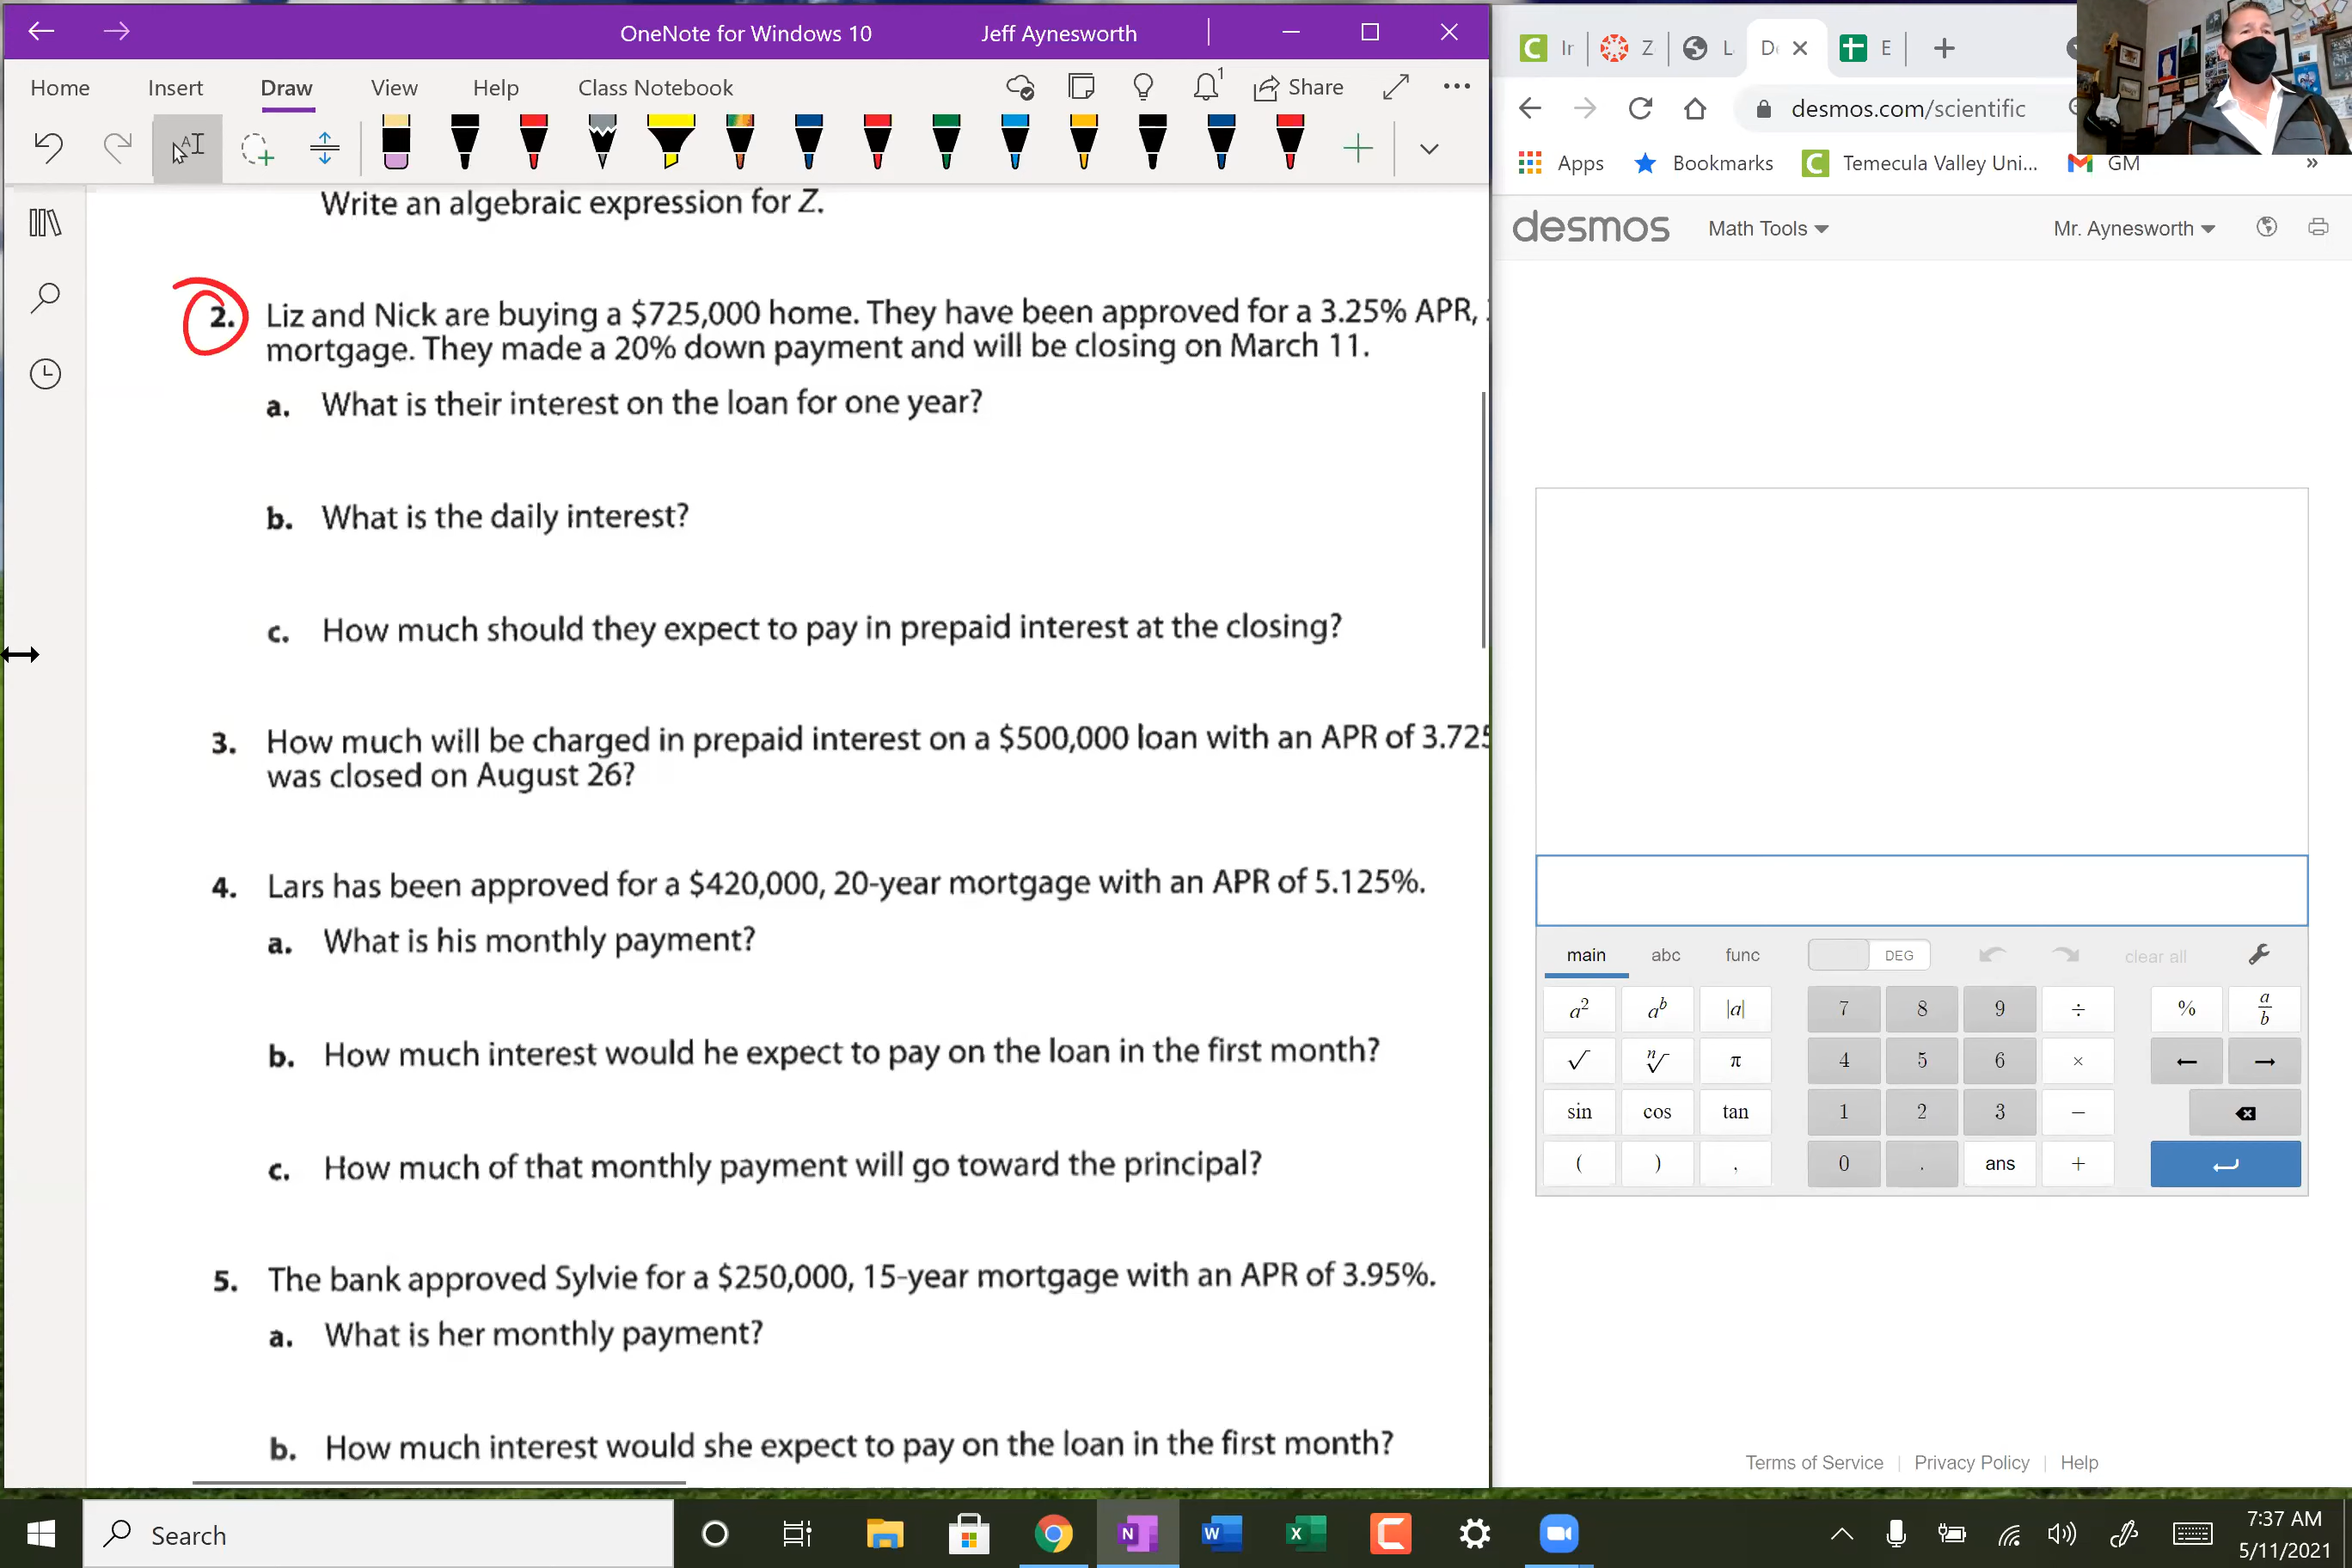 OneNote for Windows 10
Jeff Aynesworth
Home Insert Draw View Help Class Notebook
1
Share
Write an algebraic expression for Z.
2. Liz and Nick are buying a $725,000 home. They have been approved for a 3.25% APR,
mortgage. They made a 20% down payment and will be closing on March 11.
a. What is their interest on the loan for one year?
b. What is the daily interest?
c. How much should they expect to pay in prepaid interest at the closing?
3. How much will be charged in prepaid interest on a $500,000 loan with an APR of 3.725
was closed on August 26?
4. Lars has been approved for a $420,000, 20-year mortgage with an APR of 5.125%.
a. What is his monthly payment?
b. How much interest would he expect to pay on the loan in the first month?
c. How much of that monthly payment will go toward the principal?
5. The bank approved Sylvie for a $250,000, 15-year mortgage with an APR of 3.95%.
a. What is her monthly payment?
b. How much interest would she expect to pay on the loan in the first month?
Z L E
desmos.com/scientific
Apps Bookmarks Temecula Valley Uni... GM »
desmos Math Tools Mr. Aynesworth
main abc func DEG clear all
a² aᵇ |a| 7 8 9 ÷ % a/b
√ ⁿ√ π 4 5 6 × ← →
sin cos tan 1 2 3 −
( ) , 0 . ans +
Terms of Service | Privacy Policy | Help
Search
N W X C
7:37 AM
5/11/2021